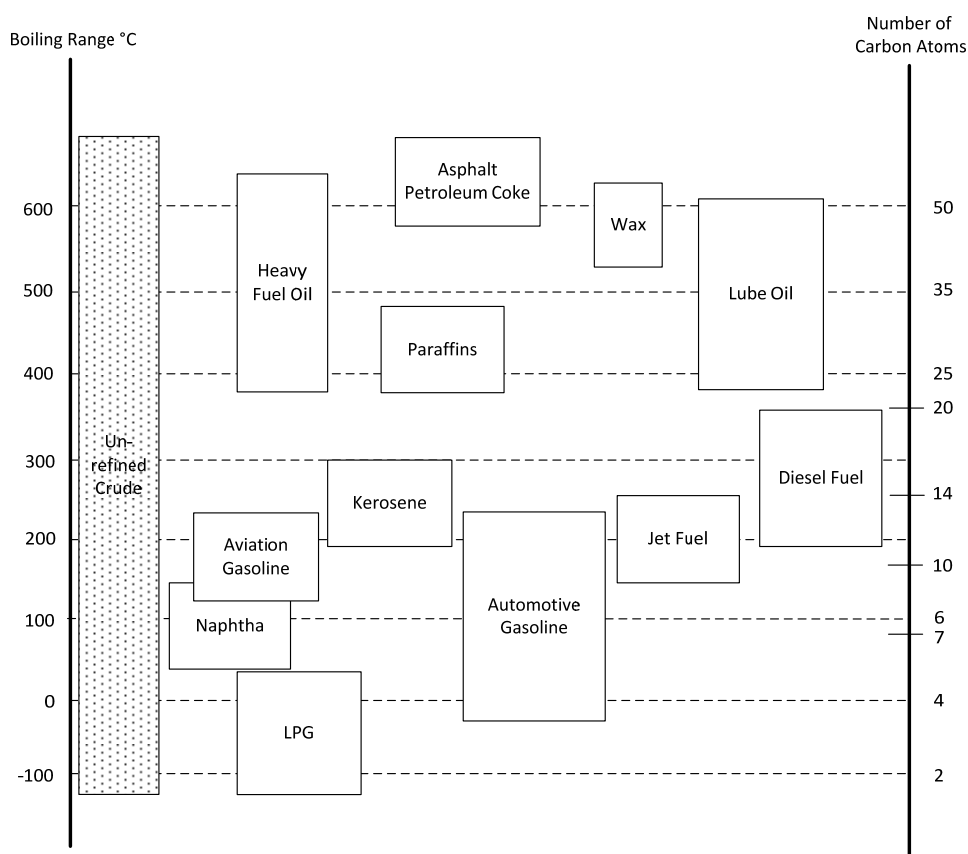 Boiling Range °C
Number of
Carbon Atoms
Asphalt
Petroleum Coke
600
50
Wax
Heavy
Fuel Oil
500
35
Lube Oil
Paraffins
400
25
20
Un-
refined
Crude
300
Diesel Fuel
14
Kerosene
200
Aviation
Gasoline
Jet Fuel
10
Automotive
Gasoline
100
Naphtha
6
7
0
4
LPG
-100
2